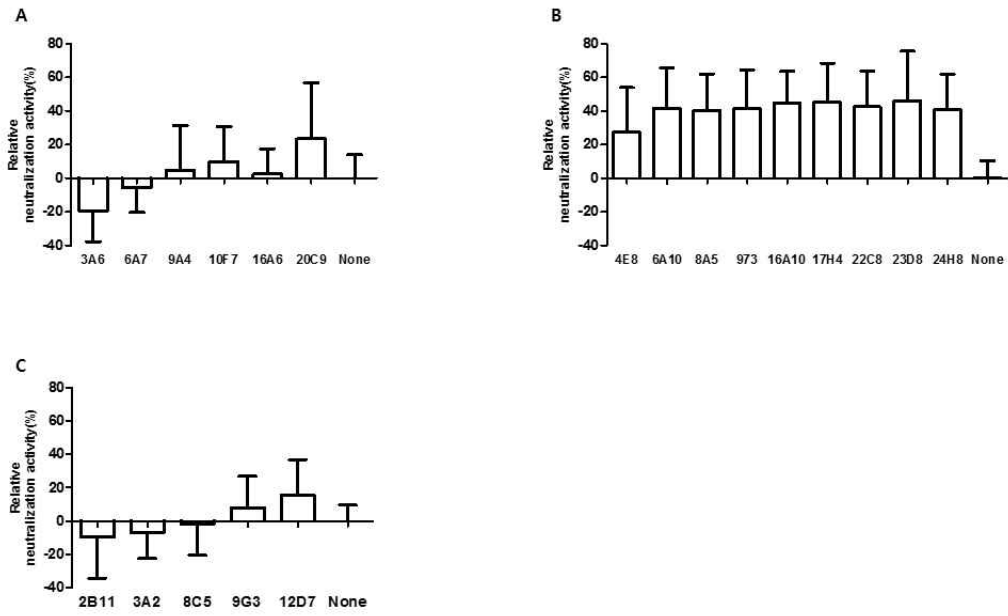 A
Relative
neutralization activity(%)
80
60
40
20
0
-20
-40
3A6 6A7 9A4 10F7 16A6 20C9 None
B
Relative
neutralization activity(%)
80
60
40
20
0
-20
-40
4E8 6A10 8A5 973 16A10 17H4 22C8 23D8 24H8 None
C
Relative
neutralization activity(%)
80
60
40
20
0
-20
-40
2B11 3A2 8C5 9G3 12D7 None